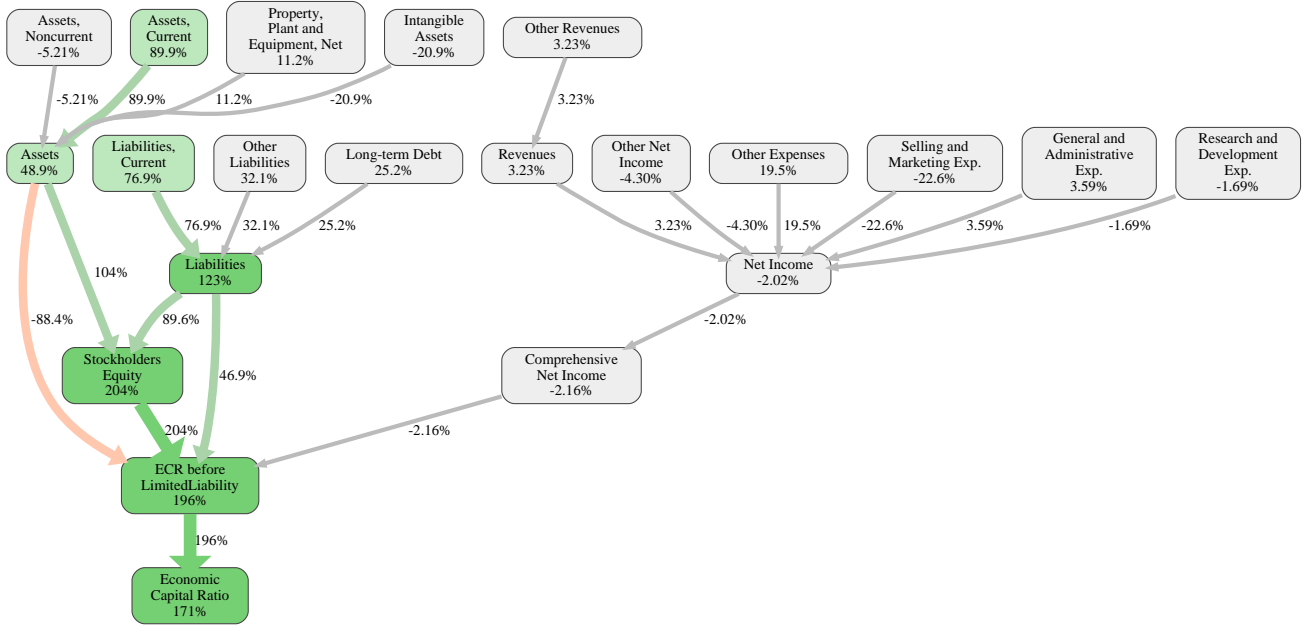 Assets,
Noncurrent
-5.21%
Assets,
Current
89.9%
Property,
Plant and
Equipment, Net
11.2%
Intangible
Assets
-20.9%
Other Revenues
3.23%
-5.21%
89.9%
11.2%
-20.9%
3.23%
Assets
48.9%
Liabilities,
Current
76.9%
Other
Liabilities
32.1%
Long-term Debt
25.2%
Revenues
3.23%
Other Net
Income
-4.30%
Other Expenses
19.5%
Selling and
Marketing Exp.
-22.6%
General and
Administrative
Exp.
3.59%
Research and
Development
Exp.
-1.69%
76.9%
32.1%
25.2%
3.23%
-4.30%
19.5%
-22.6%
3.59%
-1.69%
104%
Liabilities
123%
Net Income
-2.02%
-88.4%
89.6%
-2.02%
Stockholders
Equity
204%
46.9%
Comprehensive
Net Income
-2.16%
204%
-2.16%
ECR before
LimitedLiability
196%
196%
Economic
Capital Ratio
171%